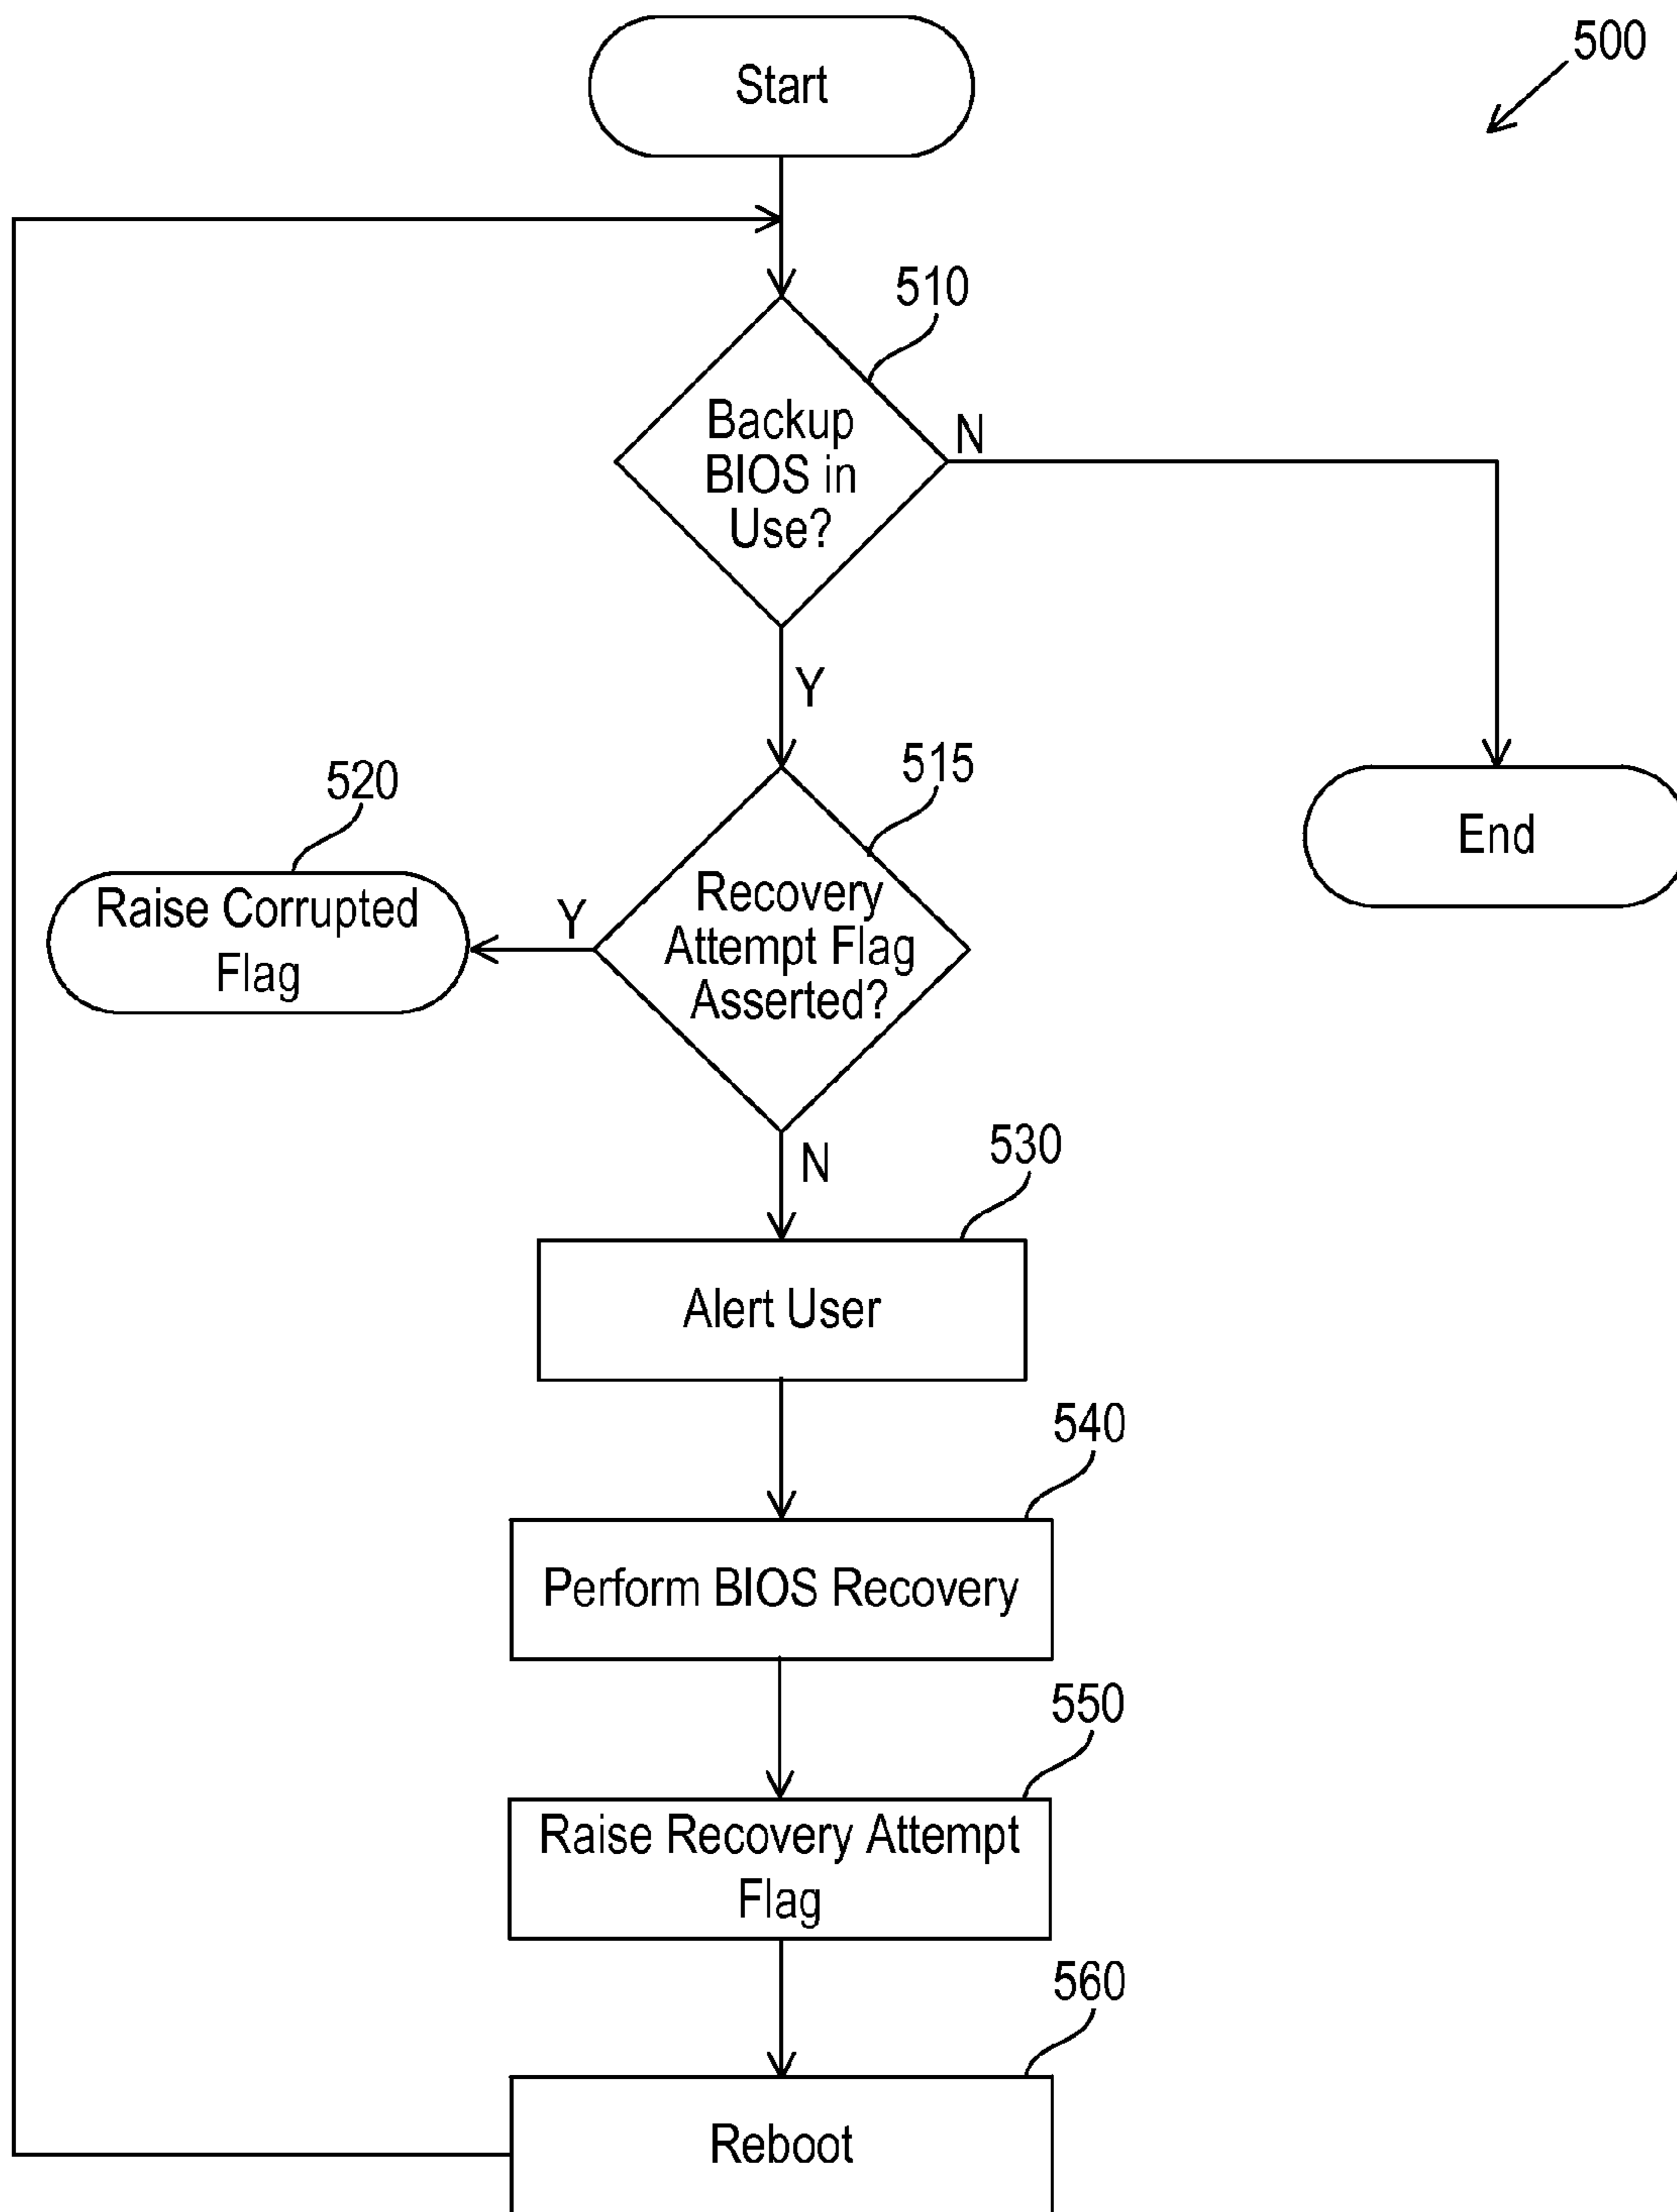 Start
500
510
Backup
BIOS in
Use?
N
Y
515
520
Recovery
Attempt Flag
Asserted?
Y
Raise Corrupted
Flag
End
N
530
Alert User
540
Perform BIOS Recovery
550
Raise Recovery Attempt
Flag
560
Reboot